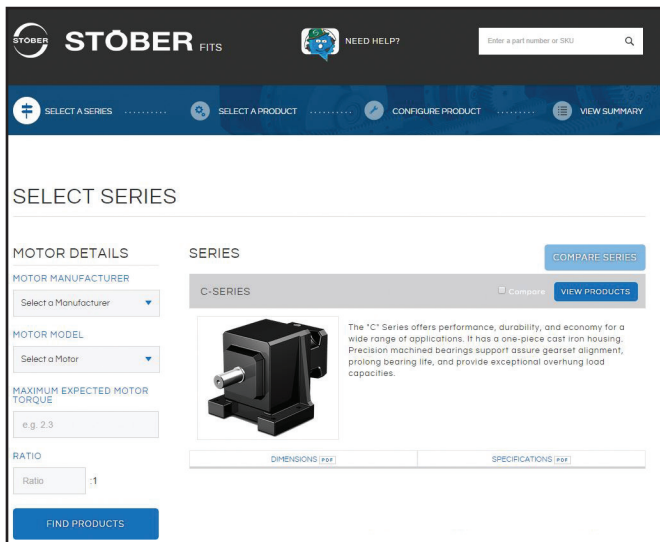 STOBER
STÖBER FITS
NEED HELP?
Enter a part number or SKU
SELECT A SERIES ..........
SELECT A PRODUCT ..........
CONFIGURE PRODUCT .........
VIEW SUMMARY
SELECT SERIES
MOTOR DETAILS
MOTOR MANUFACTURER
Select a Manufacturer
MOTOR MODEL
Select a Motor
MAXIMUM EXPECTED MOTOR
TORQUE
e.g. 2.3
RATIO
Ratio :1
FIND PRODUCTS
SERIES
COMPARE SERIES
C-SERIES
Compare
VIEW PRODUCTS
The "C" Series offers performance, durability, and economy for a
wide range of applications. It has a one-piece cast iron housing.
Precision machined bearings support assure gearset alignment,
prolong bearing life, and provide exceptional overhung load
capacities.
DIMENSIONS PDF
SPECIFICATIONS PDF